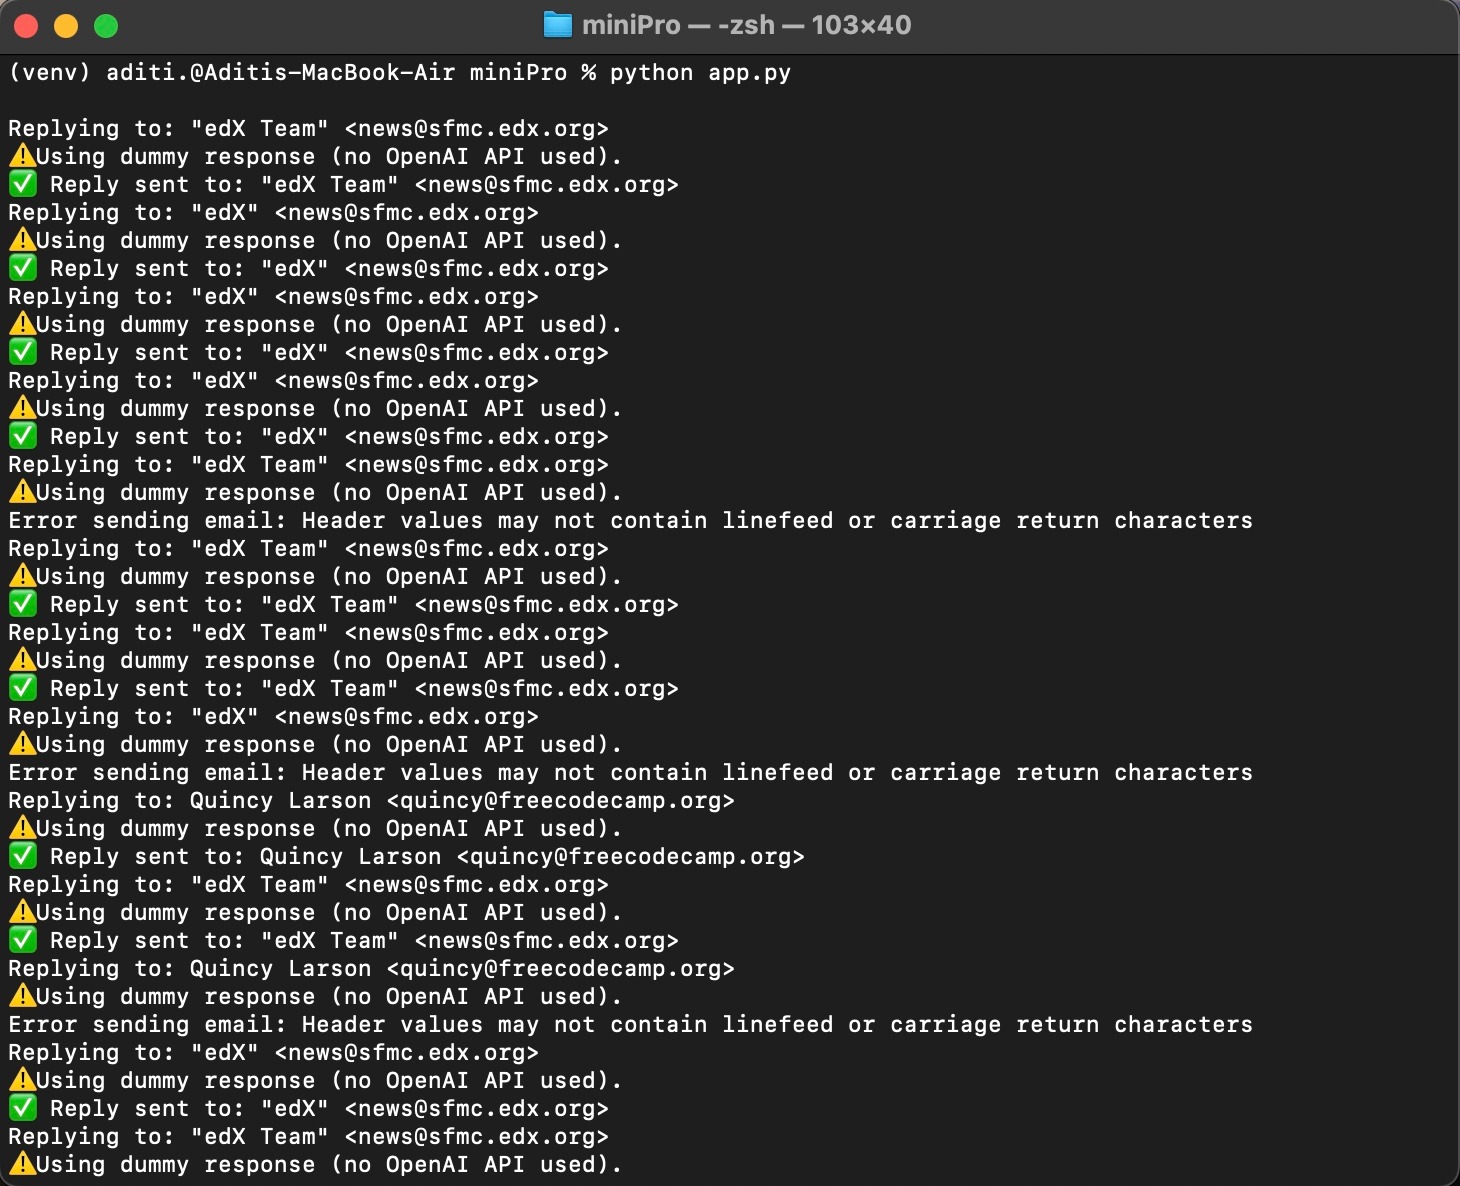 miniPro — -zsh — 103×40
(venv) aditi.@Aditis-MacBook-Air miniPro % python app.py
Replying to: "edX Team" <news@sfmc.edx.org>
⚠️Using dummy response (no OpenAI API used).
✅ Reply sent to: "edX Team" <news@sfmc.edx.org>
Replying to: "edX" <news@sfmc.edx.org>
⚠️Using dummy response (no OpenAI API used).
✅ Reply sent to: "edX" <news@sfmc.edx.org>
Replying to: "edX" <news@sfmc.edx.org>
⚠️Using dummy response (no OpenAI API used).
✅ Reply sent to: "edX" <news@sfmc.edx.org>
Replying to: "edX" <news@sfmc.edx.org>
⚠️Using dummy response (no OpenAI API used).
✅ Reply sent to: "edX" <news@sfmc.edx.org>
Replying to: "edX Team" <news@sfmc.edx.org>
⚠️Using dummy response (no OpenAI API used).
Error sending email: Header values may not contain linefeed or carriage return characters
Replying to: "edX Team" <news@sfmc.edx.org>
⚠️Using dummy response (no OpenAI API used).
✅ Reply sent to: "edX Team" <news@sfmc.edx.org>
Replying to: "edX Team" <news@sfmc.edx.org>
⚠️Using dummy response (no OpenAI API used).
✅ Reply sent to: "edX Team" <news@sfmc.edx.org>
Replying to: "edX" <news@sfmc.edx.org>
⚠️Using dummy response (no OpenAI API used).
Error sending email: Header values may not contain linefeed or carriage return characters
Replying to: Quincy Larson <quincy@freecodecamp.org>
⚠️Using dummy response (no OpenAI API used).
✅ Reply sent to: Quincy Larson <quincy@freecodecamp.org>
Replying to: "edX Team" <news@sfmc.edx.org>
⚠️Using dummy response (no OpenAI API used).
✅ Reply sent to: "edX Team" <news@sfmc.edx.org>
Replying to: Quincy Larson <quincy@freecodecamp.org>
⚠️Using dummy response (no OpenAI API used).
Error sending email: Header values may not contain linefeed or carriage return characters
Replying to: "edX" <news@sfmc.edx.org>
⚠️Using dummy response (no OpenAI API used).
✅ Reply sent to: "edX" <news@sfmc.edx.org>
Replying to: "edX Team" <news@sfmc.edx.org>
⚠️Using dummy response (no OpenAI API used).